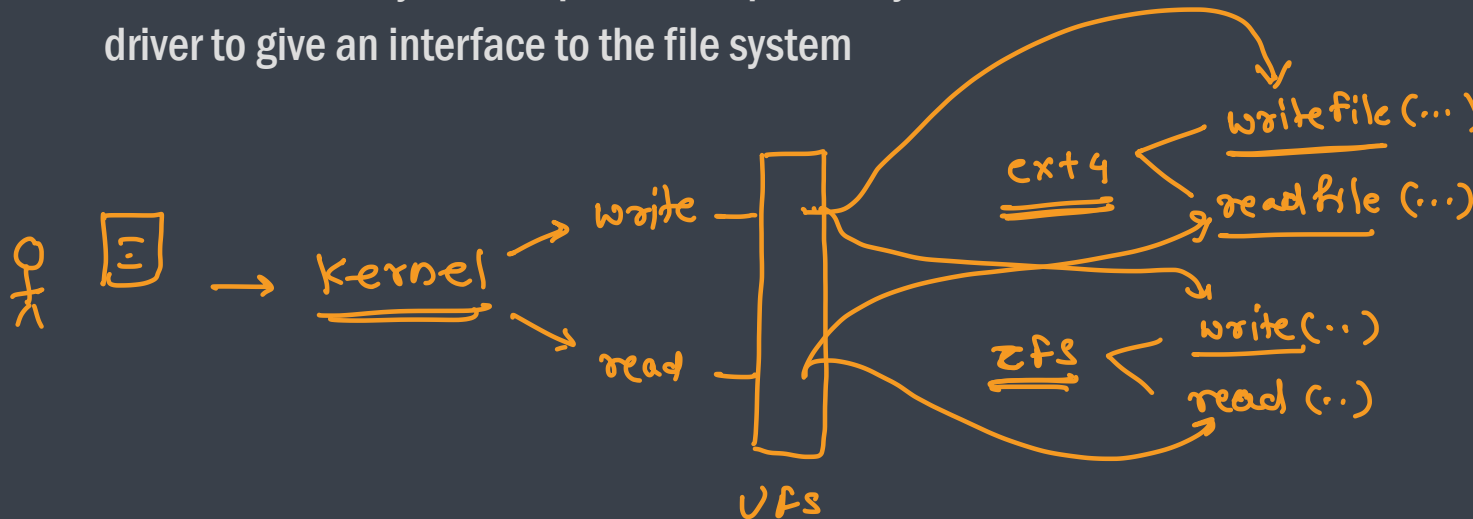 driver to give an interface to the file system
writefile (...)
ext4
readfile (...)
write
kernel
write (..)
zfs
read
read (..)
VFS